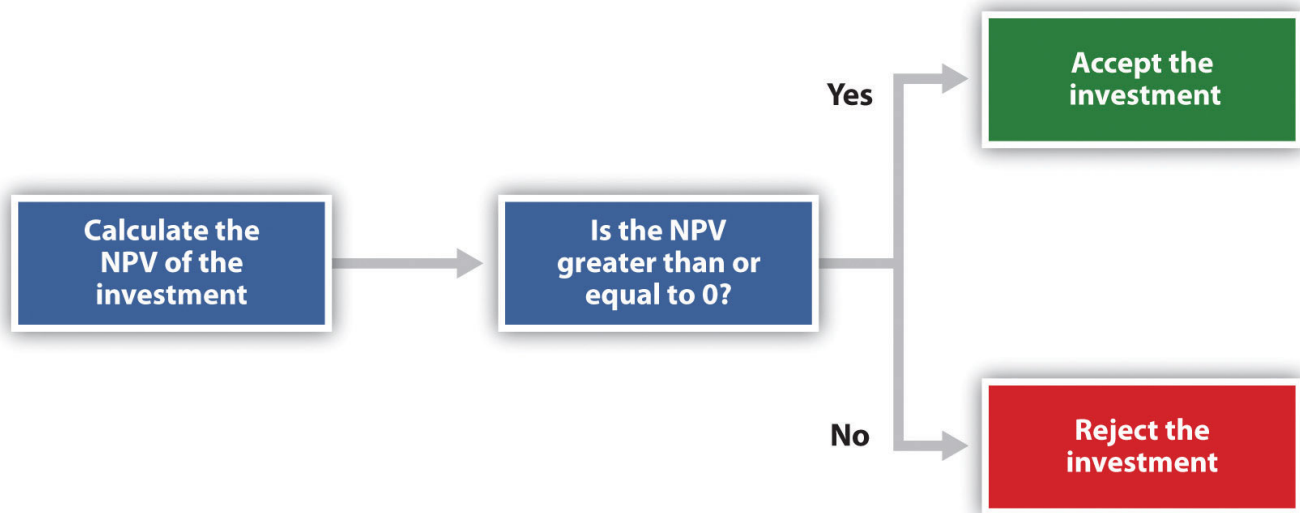 Calculate the
NPV of the
investment
Is the NPV
greater than or
equal to 0?
Yes
Accept the
investment
No
Reject the
investment